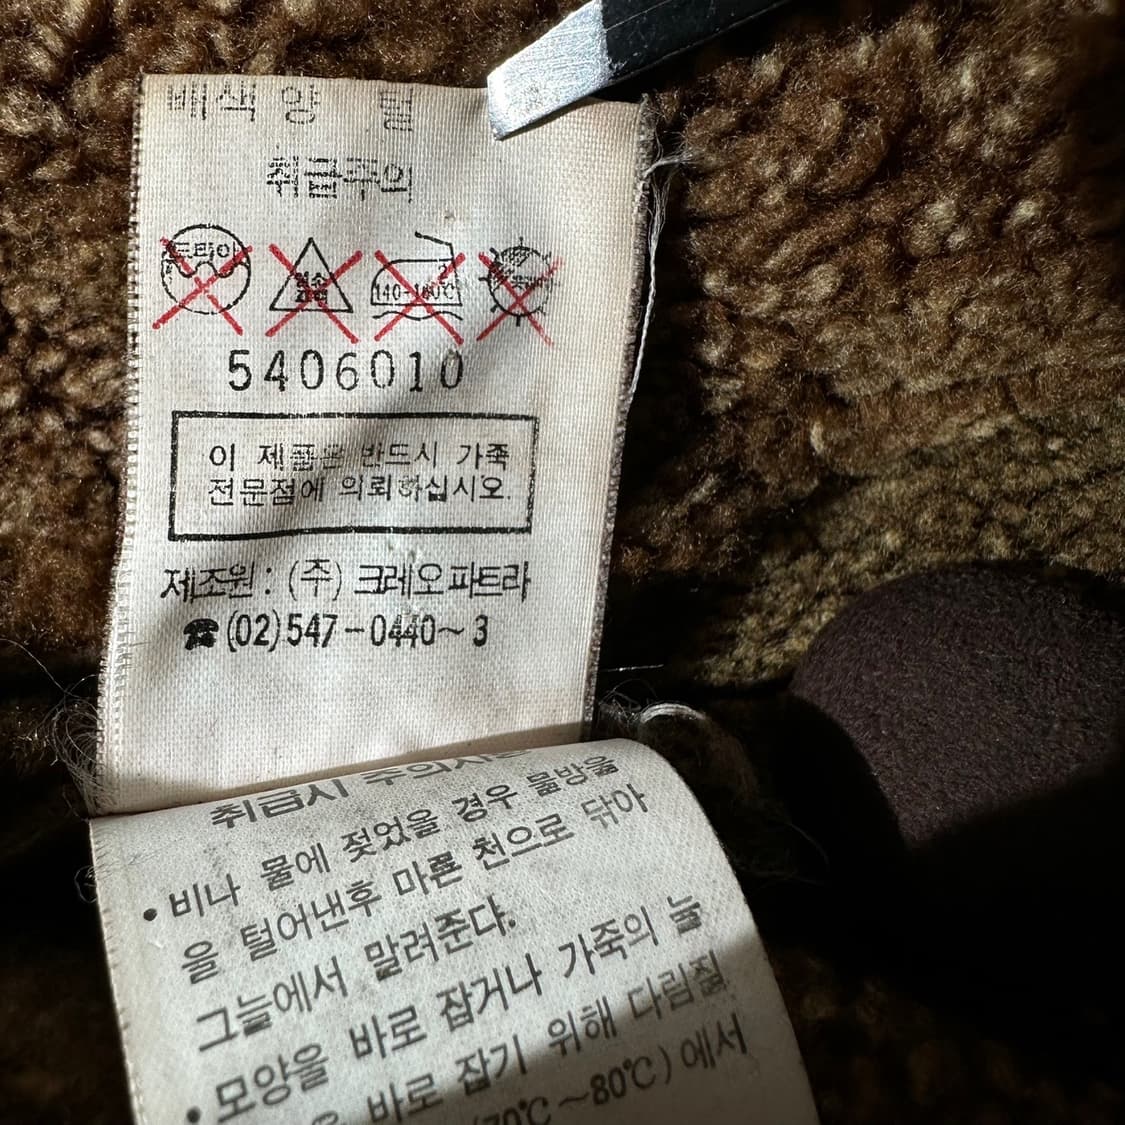 배색 양 털
취급주의
드라이
염소
표백
140~160℃
5406010
이 제품은 반드시 가죽
전문점에 의뢰하십시오.
제조원 : (주) 크레오파트라
☎ (02) 547-0440~3
취급시 주의사항
• 비나 물에 젖었을 경우 물방울
을 털어낸후 마른 천으로 닦아
그늘에서 말려준다.
• 모양을 바로 잡거나 가죽의 눌
바로 잡기 위해 다림질
(70℃~80℃) 에서